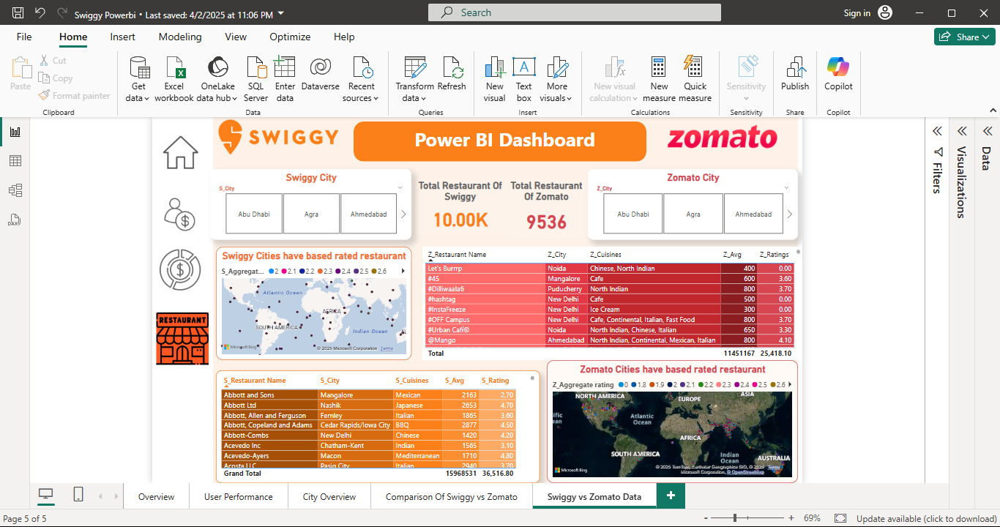 Swiggy Powerbi • Last saved: 4/2/2025 at 11:06 PM
Search
Sign in
File
Home
Insert
Modeling
View
Optimize
Help
Share
Paste
Cut
Copy
Format painter
Clipboard
Get data
Excel workbook
OneLake data hub
SQL Server
Enter data
Dataverse
Recent sources
Data
Transform data
Refresh
Queries
New visual
Text box
More visuals
Insert
New visual calculation
New measure
Quick measure
Calculations
Sensitivity
Sensitivity
Publish
Share
Copilot
Copilot
SWIGGY
Power BI Dashboard
zomato
Swiggy City
S_City
Abu Dhabi
Agra
Ahmedabad
Total Restaurant Of Swiggy
10.00K
Total Restaurant Of Zomato
9536
Zomato City
Z_City
Abu Dhabi
Agra
Ahmedabad
RESTAURANT
Swiggy Cities have based rated restaurant
S_Aggregat... 2 2.1 2.2 2.3 2.4 2.5 2.6
Atlantic Ocean
AFRICA
SOUTH AMERICA
Indian Ocean
AU
Microsoft Bing
© 2025 Microsoft Corporation Terms
Z_Restaurant Name Z_City Z_Cuisines Z_Avg Z_Ratings
Let's Burrrp Noida Chinese, North Indian 400 0.00
#45 Mangalore Cafe 600 3.60
#Dilliwaala6 Puducherry North Indian 800 3.70
#hashtag New Delhi Cafe 500 0.00
#InstaFreeze New Delhi Ice Cream 300 0.00
#OFF Campus New Delhi Cafe, Continental, Italian, Fast Food 800 3.70
#Urban Caf© Noida North Indian, Chinese, Italian 650 3.30
@Mango Ahmedabad North Indian, Continental, Mexican, Italian 800 4.10
Total 11451167 25,418.10
S_Restaurant Name S_City S_Cuisines S_Avg S_Rating
Abbott and Sons Mangalore Mexican 2163 2.70
Abbott Ltd Nashik Japanese 2653 4.70
Abbott, Allen and Ferguson Fernley Italian 1865 3.60
Abbott, Copeland and Adams Cedar Rapids/Iowa City BBQ 2877 4.50
Abbott-Combs New Delhi Chinese 1420 4.20
Acevedo Inc Chatham-Kent Indian 1565 3.10
Acevedo-Ayers Macon Mediterranean 1710 4.80
Acosta LLC Pasig City Italian 2940 3.70
Grand Total 15968531 36,516.80
Zomato Cities have based rated restaurant
Z_Aggregate rating 0 1.8 1.9 2 2.1 2.2 2.3 2.4 2.5 2.6
NORTH AMERICA
EUROPE
ASIA
ific
ean
Atlantic Ocean
AFRICA
SOUTH AMERICA
Indian Ocean
AUSTRALIA
Microsoft Bing
© 2025 TomTom, Earthstar Geographics SIO, © 2025 Microsoft Corporation, © OpenStreetMap Terms
Filters
Visualizations
Data
Overview
User Performance
City Overview
Comparison Of Swiggy vs Zomato
Swiggy vs Zomato Data
+
Page 5 of 5
- + 69%
Update available (click to download)